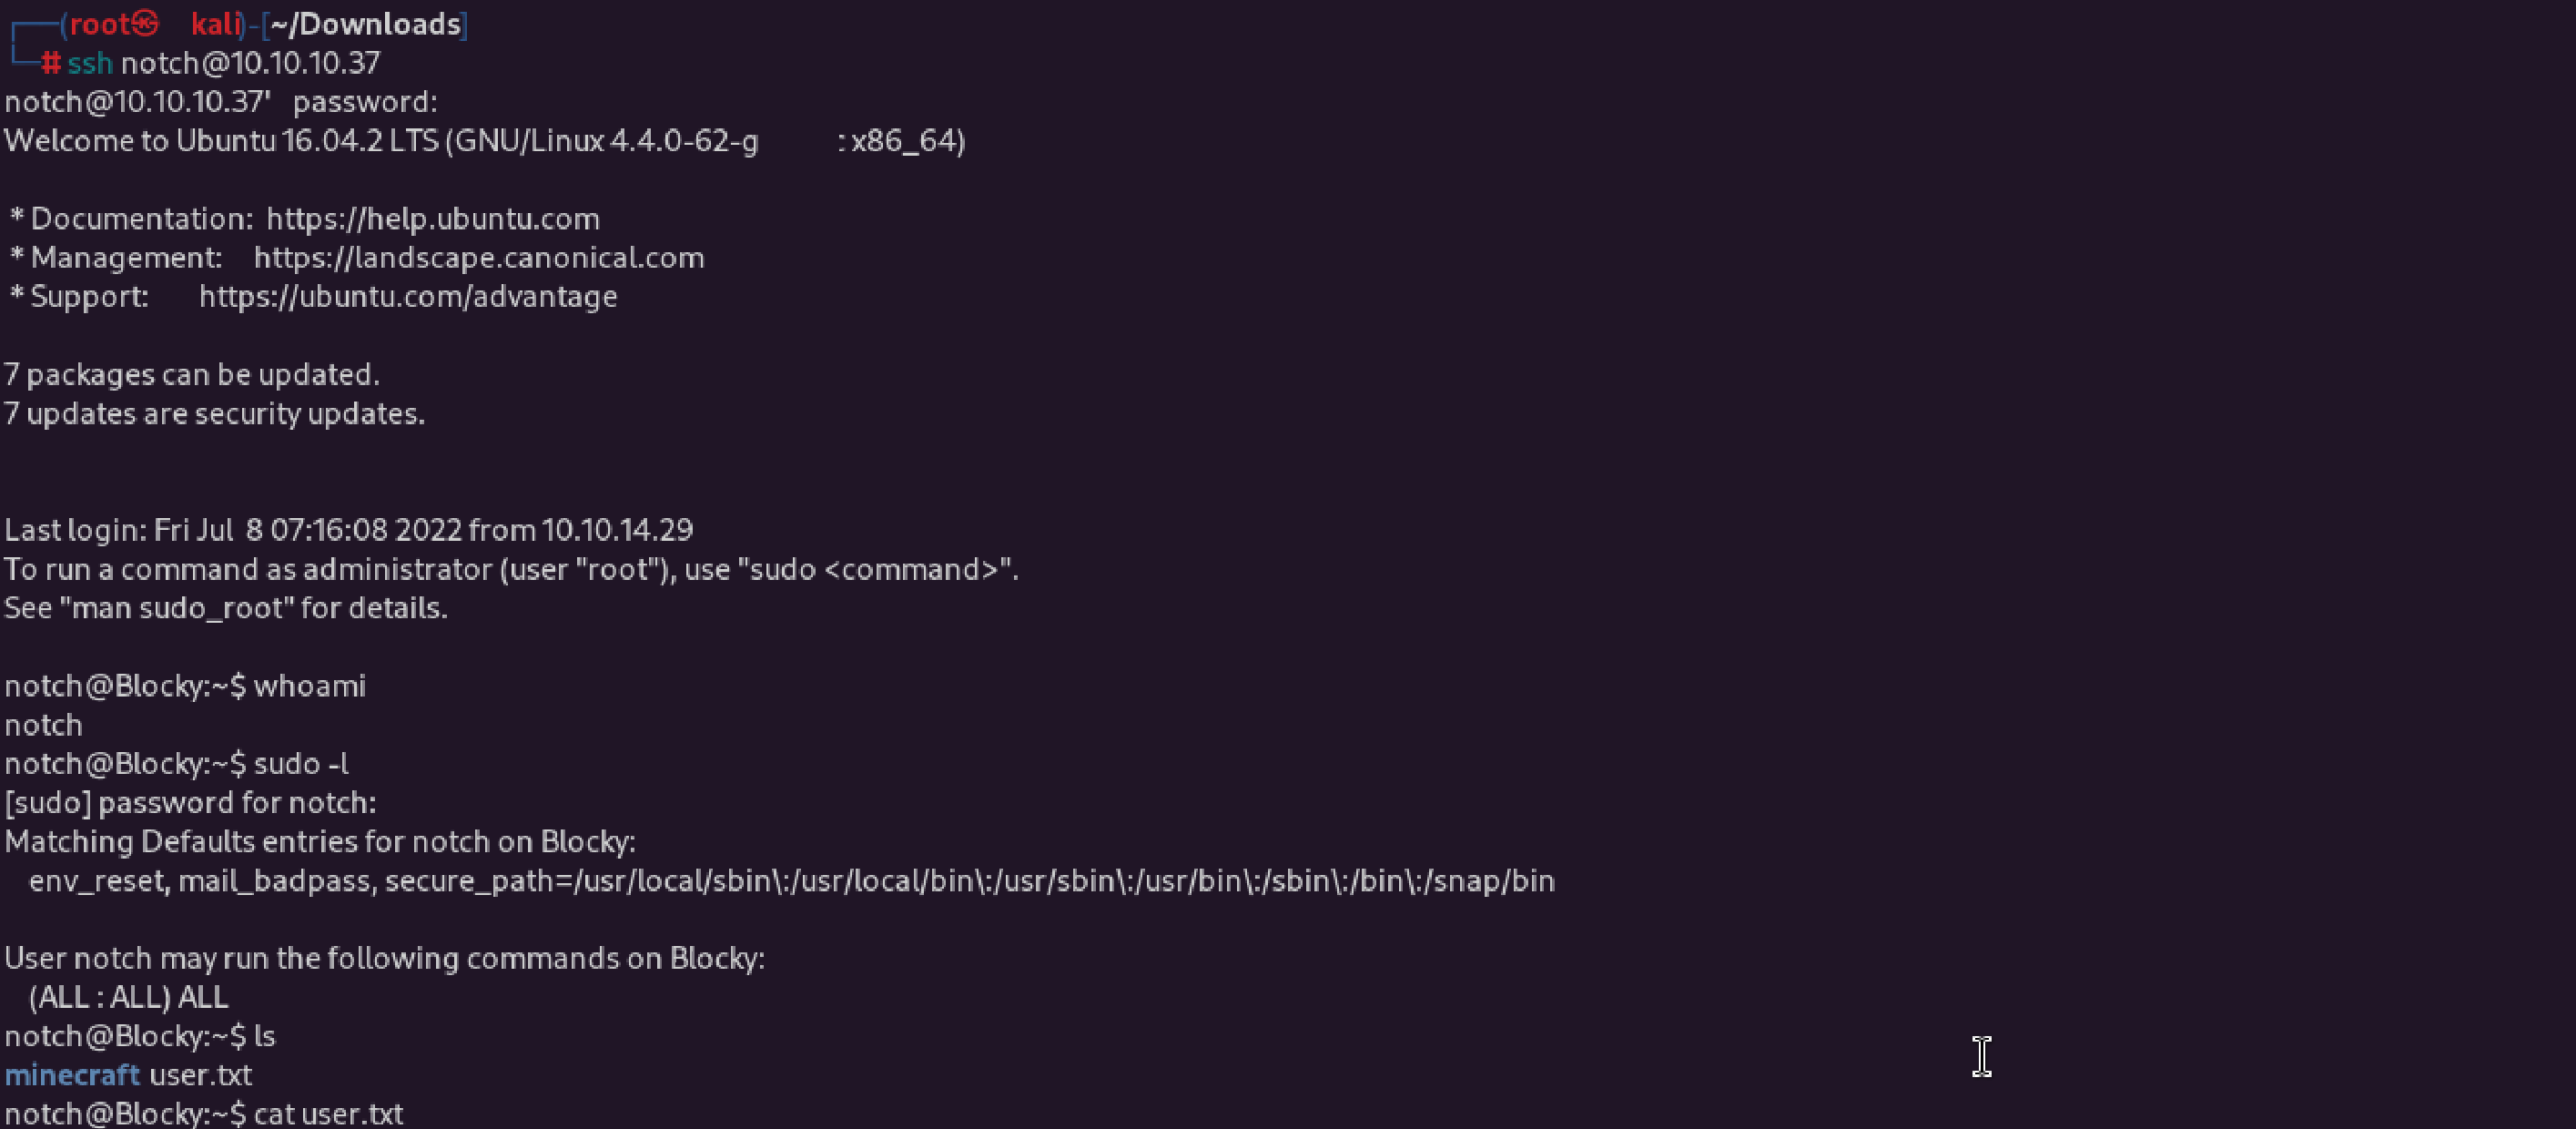 ┌──(root㉿ kali)-[~/Downloads]
└─# ssh notch@10.10.10.37
notch@10.10.10.37' password:
Welcome to Ubuntu 16.04.2 LTS (GNU/Linux 4.4.0-62-g : x86_64)
* Documentation: https://help.ubuntu.com
* Management: https://landscape.canonical.com
* Support: https://ubuntu.com/advantage
7 packages can be updated.
7 updates are security updates.
Last login: Fri Jul 8 07:16:08 2022 from 10.10.14.29
To run a command as administrator (user "root"), use "sudo <command>".
See "man sudo_root" for details.
notch@Blocky:~$ whoami
notch
notch@Blocky:~$ sudo -l
[sudo] password for notch:
Matching Defaults entries for notch on Blocky:
env_reset, mail_badpass, secure_path=/usr/local/sbin\:/usr/local/bin\:/usr/sbin\:/usr/bin\:/sbin\:/bin\:/snap/bin
User notch may run the following commands on Blocky:
(ALL : ALL) ALL
notch@Blocky:~$ ls
minecraft user.txt
notch@Blocky:~$ cat user.txt